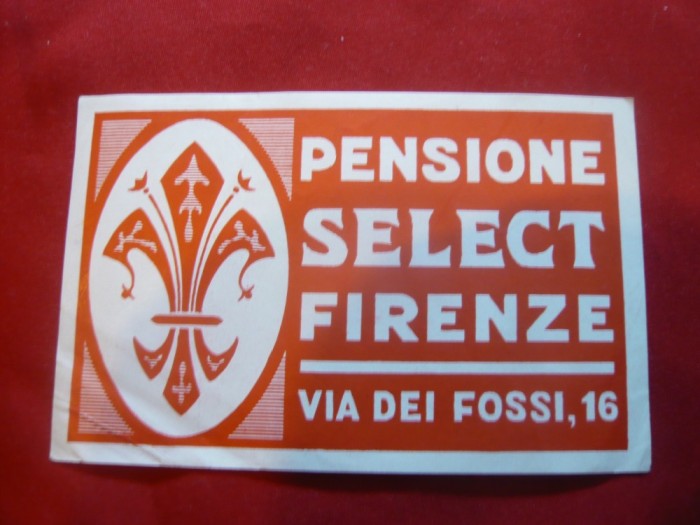 PENSIONE
SELECT
FIRENZE
VIA DEI FOSSI, 16